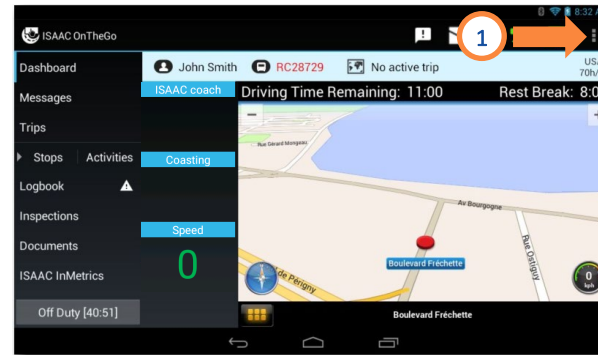 8:32 A
ISAAC OnTheGo
1
Dashboard
John Smith
RC28729
No active trip
USA
70h/
Messages
ISAAC coach
Driving Time Remaining: 11:00
Rest Break: 8:0
Trips
Rue Gérard Mongeau
Stops
Activities
Coasting
Logbook
Av Bourgogne
Inspections
Speed
Documents
Rue Ostiguy
Boulevard Fréchette
ISAAC InMetrics
0
de Périgny
0
kph
Off Duty [40:51]
Boulevard Fréchette